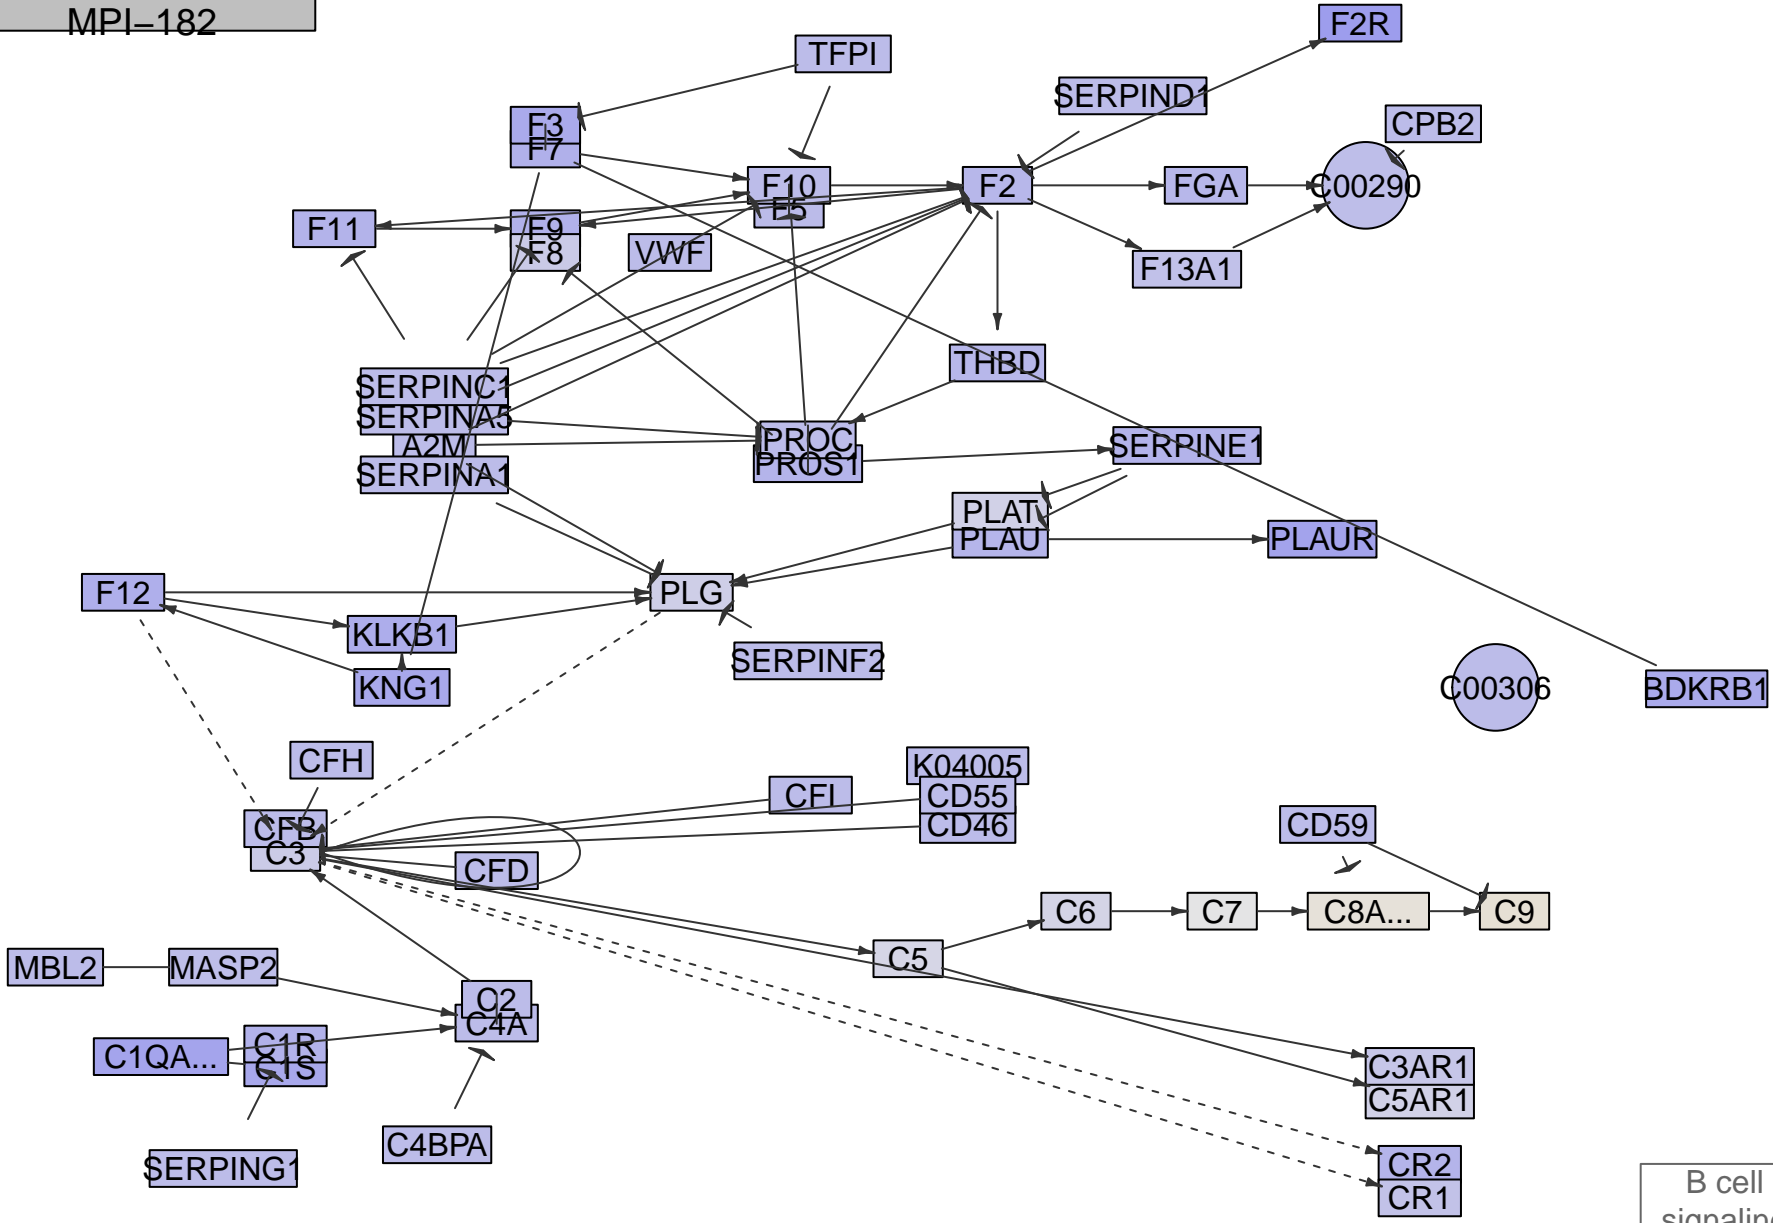 MPI–182
F2R
TFPI
SERPIND1
CPB2
F3
F7
F10
F5
F2
FGA
C00290
F11
F9
F8
VWF
F13A1
THBD
SERPINC1
SERPINA5
A2M
SERPINA1
PROC
PROS1
SERPINE1
PLAT
PLAU
PLAUR
F12
PLG
KLKB1
SERPINF2
KNG1
C00306
BDKRB1
CFH
K04005
CFI
CD55
CD46
CFB
C3
CD59
CFD
C6
C7
C8A...
C9
C5
MBL2
MASP2
C2
C4A
C1QA...
C1R
C1S
C3AR1
C5AR1
C4BPA
SERPING1
CR2
CR1
B cell
signaling